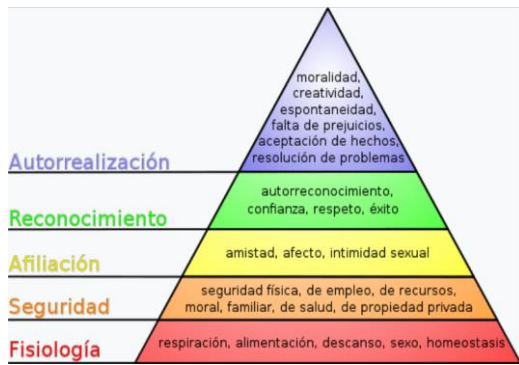 moralidad,
creatividad,
espontaneidad,
falta de prejuicios,
aceptación de hechos,
resolución de problemas
Autorrealización
autorreconocimiento,
confianza, respeto, éxito
Reconocimiento
amistad, afecto, intimidad sexual
Afiliación
seguridad física, de empleo, de recursos,
moral, familiar, de salud, de propiedad privada
Seguridad
respiración, alimentación, descanso, sexo, homeostasis
Fisiología